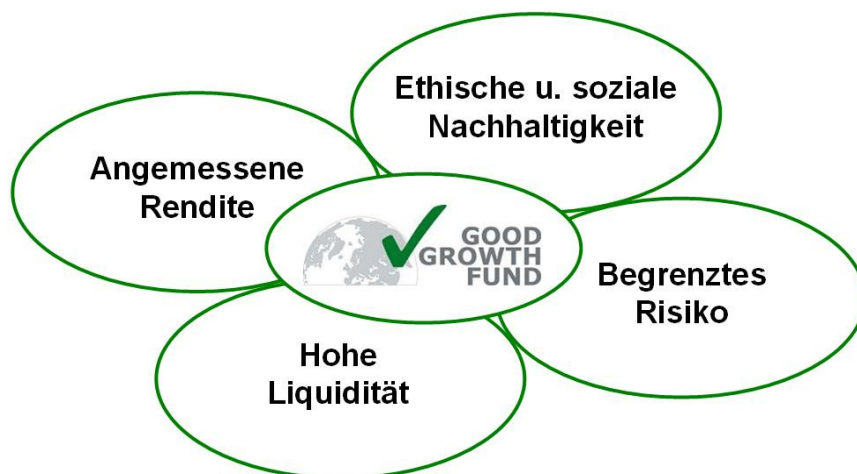 Ethische u. soziale
Nachhaltigkeit
Angemessene
Rendite
GOOD
GROWTH
FUND
Begrenztes
Risiko
Hohe
Liquidität